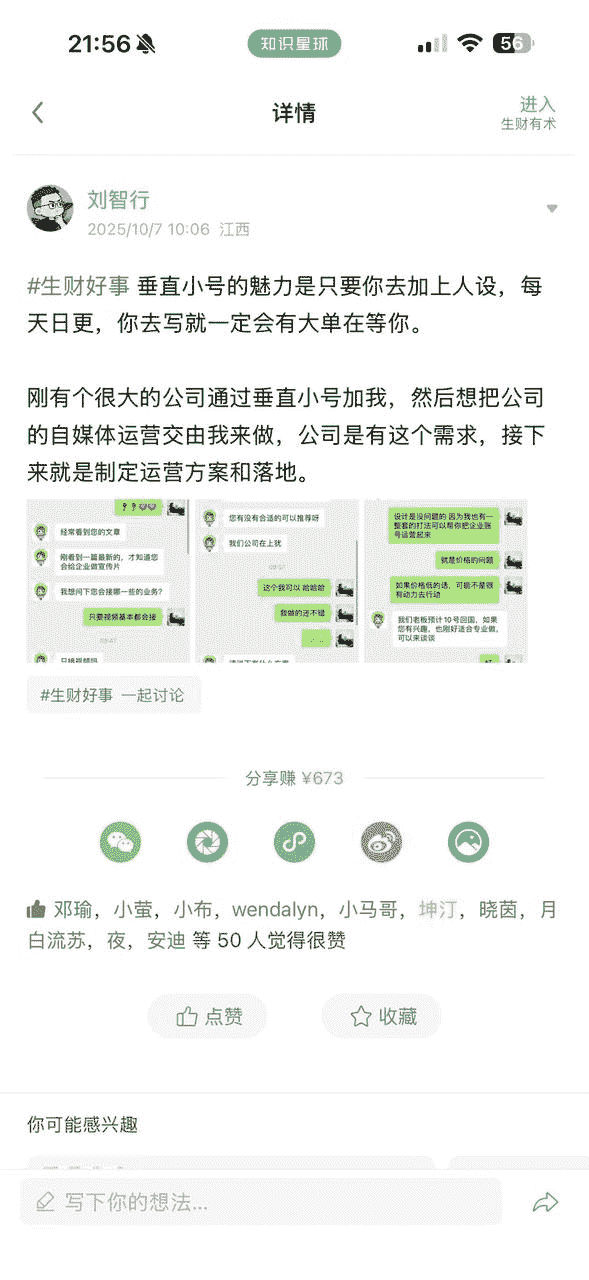 21:56
知识星球
56
详情
进入
生财有术
刘智行
2025/10/7 10:06 江西
#生财好事 垂直小号的魅力是只要你去加上人设，每
天日更，你去写就一定会有大单在等你。
刚有个很大的公司通过垂直小号加我，然后想把公司
的自媒体运营交由我来做，公司是有这个需求，接下
来就是制定运营方案和落地。
经常看到您的文章
刚看到一篇最新的，才知道您
会给企业做宣传片
我想问下您会接哪一些的业务?
只要视频基本都会接
09:47
只接视频吗
您有没有合适的可以推荐呀
我们公司在上犹
09:57
这个我可以 哈哈哈
我做的还不错
设计是没问题的 因为我也有一
整套的打法可以帮你把企业账
号运营起来
就是价格的问题
如果价格低的话，可能不是很
有动力去行动
我们老板预计10号回国，如果
您有兴趣，也刚好适合专业做，
可以来谈谈
好
#生财好事 一起讨论
分享赚 ¥673
邓瑜，小萤，小布，wendalyn，小马哥，坤汀，晓茵，月
白流苏，夜，安迪 等 50 人觉得很赞
点赞
收藏
你可能感兴趣
写下你的想法...